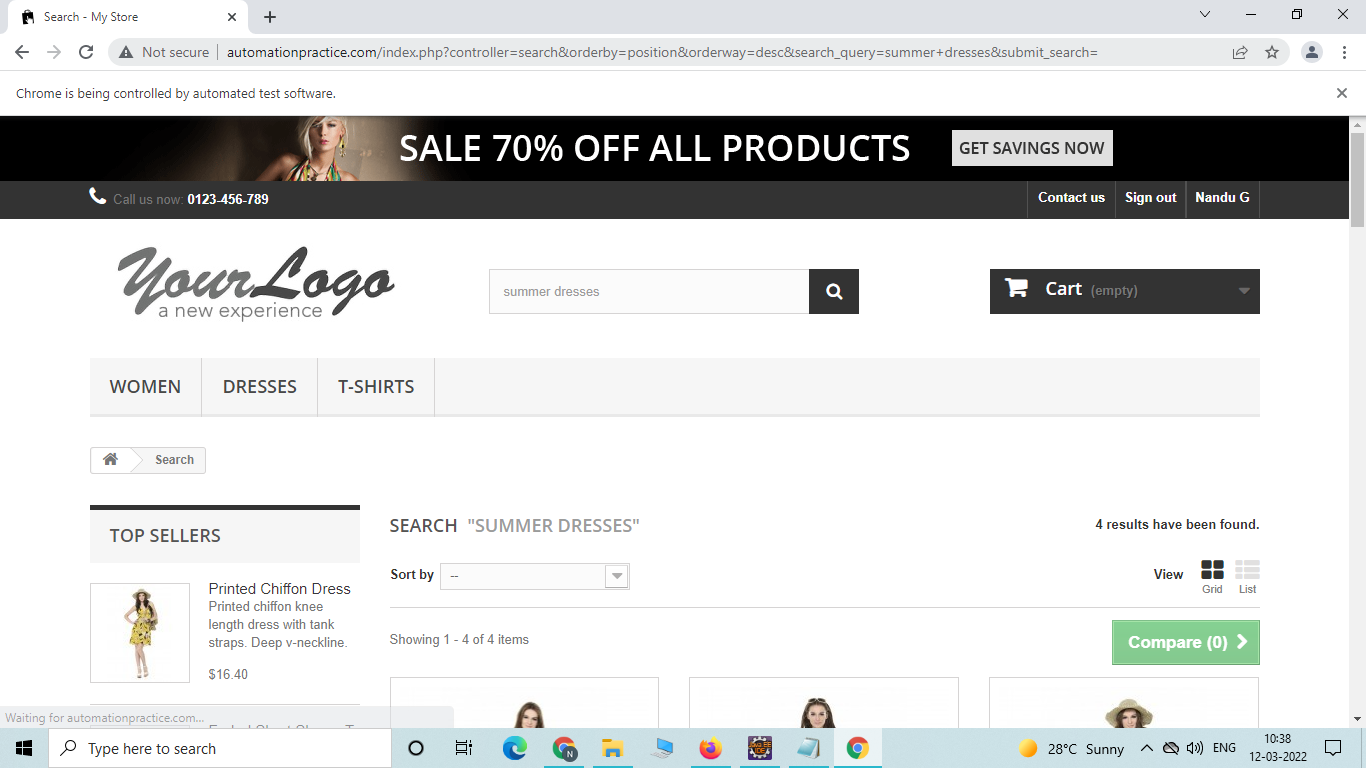 Search - My Store
Not secure
automationpractice.com/index.php?controller=search&orderby=position&orderway=desc&search_query=summer+dresses&submit_search=
Chrome is being controlled by automated test software.
SALE 70% OFF ALL PRODUCTS
GET SAVINGS NOW
Call us now: 0123-456-789
Contact us
Sign out
Nandu G
Your Logo
a new experience
summer dresses
Cart (empty)
WOMEN
DRESSES
T-SHIRTS
Search
TOP SELLERS
Printed Chiffon Dress
Printed chiffon knee
length dress with tank
straps. Deep v-neckline.
$16.40
SEARCH "SUMMER DRESSES"
4 results have been found.
Sort by
--
View
Grid
List
Showing 1 - 4 of 4 items
Compare (0)
Waiting for automationpractice.com...
Type here to search
28°C Sunny
ENG
10:38
12-03-2022